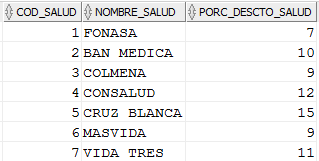 COD_SALUD NOMBRE_SALUD PORC_DESCTO_SALUD
1 FONASA 7
2 BAN MEDICA 10
3 COLMENA 9
4 CONSALUD 12
5 CRUZ BLANCA 15
6 MASVIDA 9
7 VIDA TRES 11